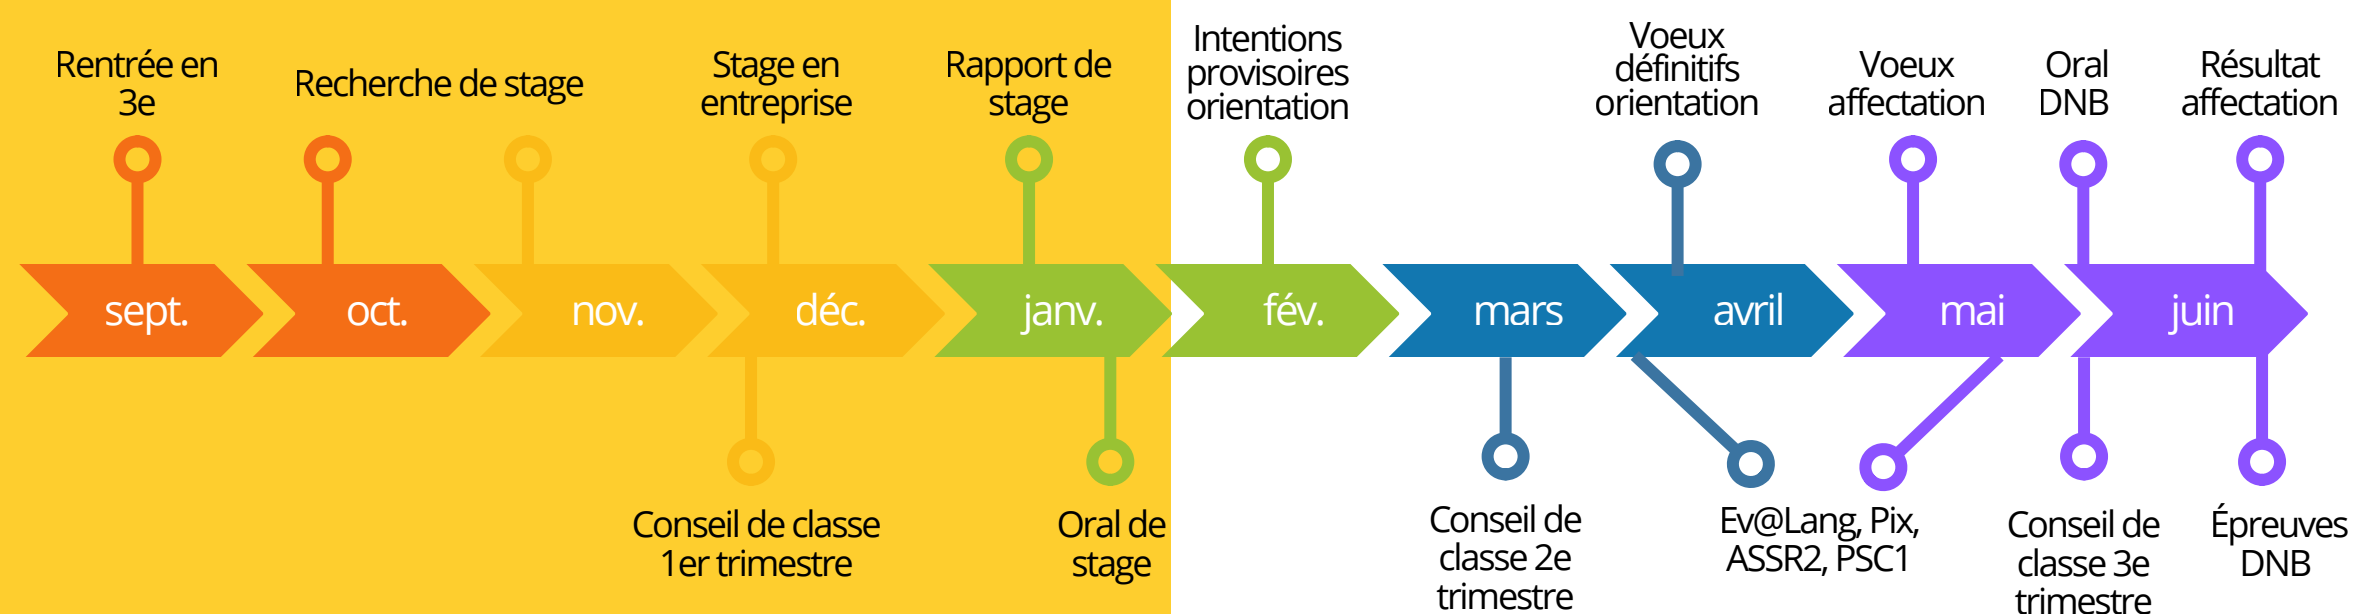 Rentrée en
3e
Recherche de stage
Stage en
entreprise
Rapport de
stage
Intentions
provisoires
orientation
Voeux
définitifs
orientation
Voeux
affectation
Oral
DNB
Résultat
affectation
sept.
oct.
nov.
déc.
janv.
fév.
mars
avril
mai
juin
Conseil de classe
1er trimestre
Oral de
stage
Conseil de
classe 2e
trimestre
Ev@Lang, Pix,
ASSR2, PSC1
Conseil de
classe 3e
trimestre
Épreuves
DNB